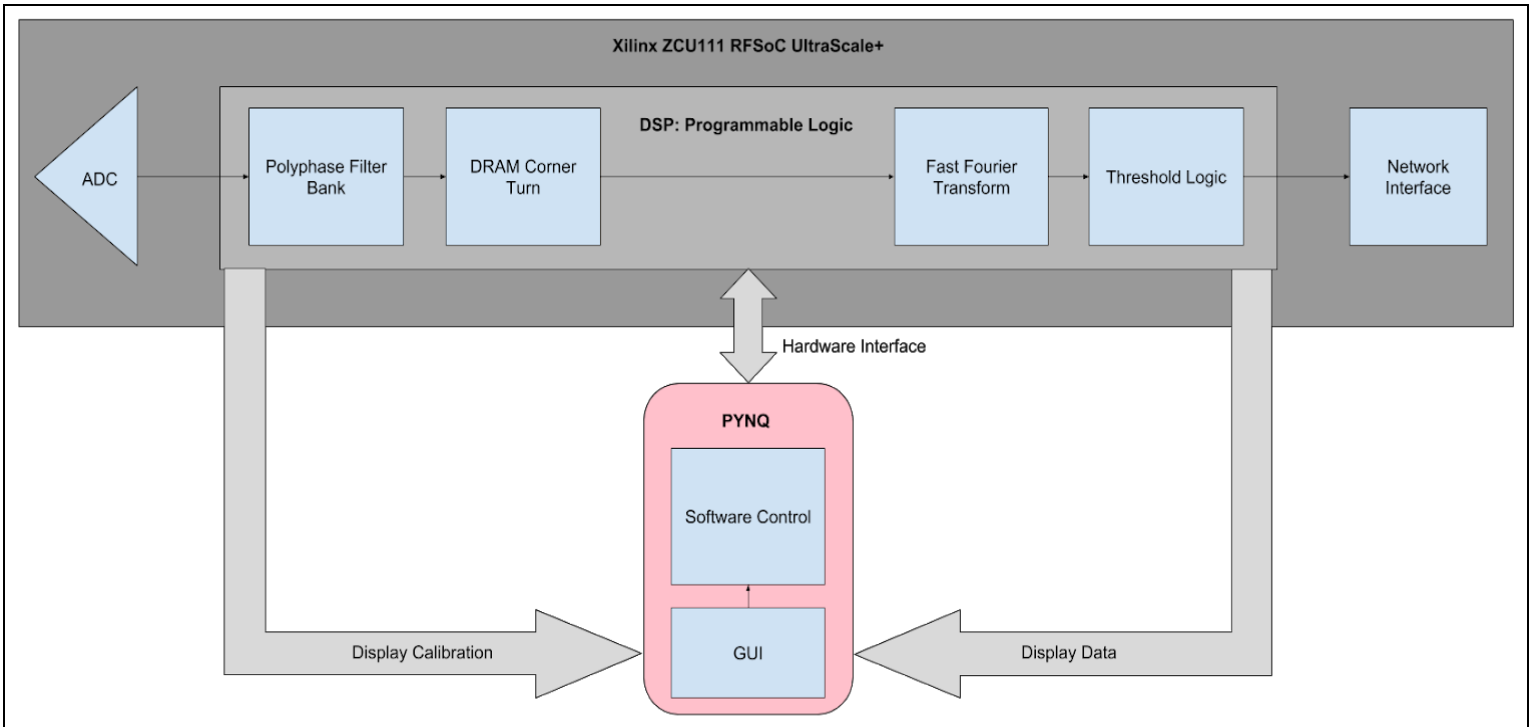 Xilinx ZCU111 RFSoC UltraScale+
DSP: Programmable Logic
ADC
Polyphase Filter
Bank
DRAM Corner
Turn
Fast Fourier
Transform
Threshold Logic
Network
Interface
Hardware Interface
PYNQ
Software Control
GUI
Display Calibration
Display Data